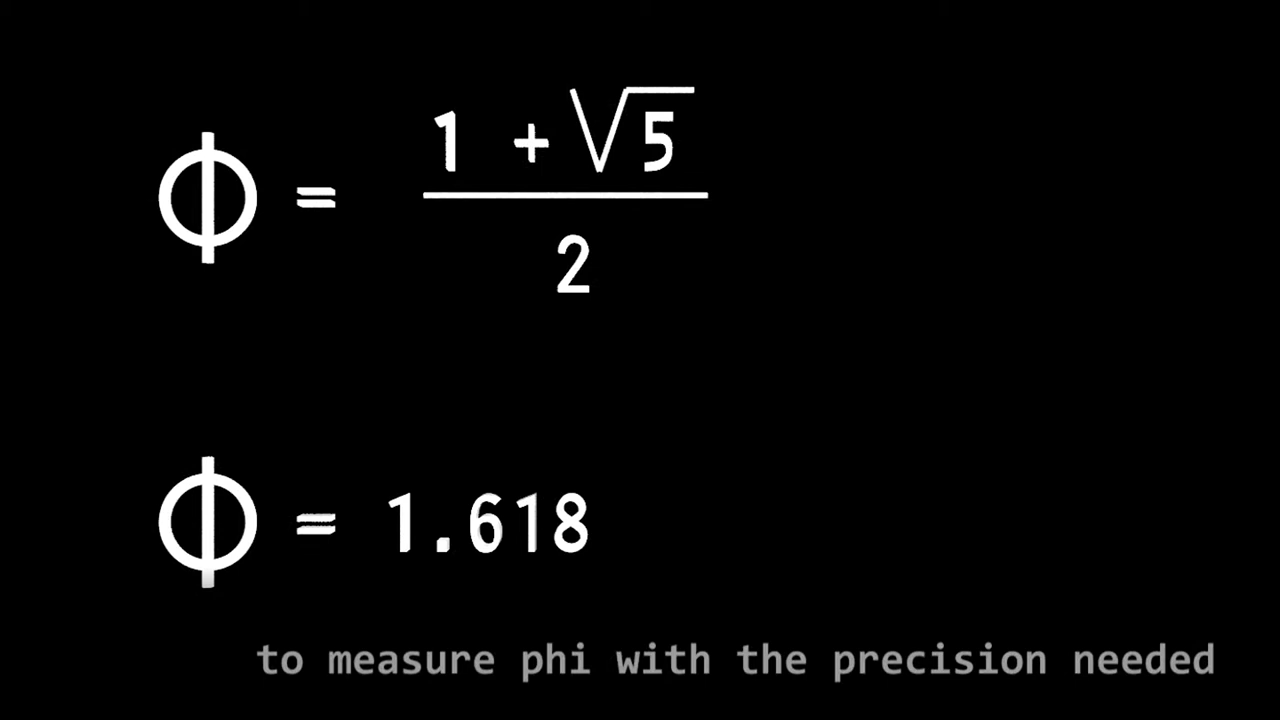 Φ = 1 + √5
2
Φ = 1.618
to measure phi with the precision needed